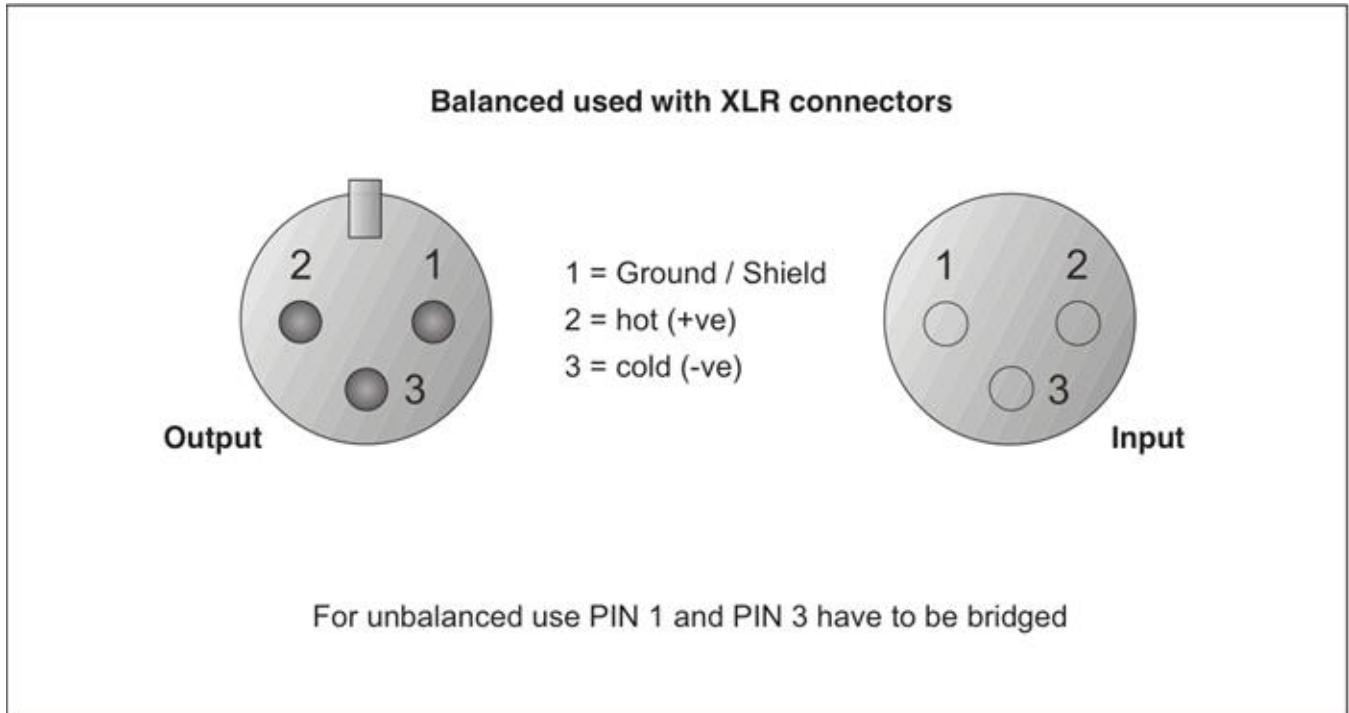 Balanced used with XLR connectors
2 1
3
Output
1 = Ground / Shield
2 = hot (+ve)
3 = cold (-ve)
1 2
3
Input
For unbalanced use PIN 1 and PIN 3 have to be bridged